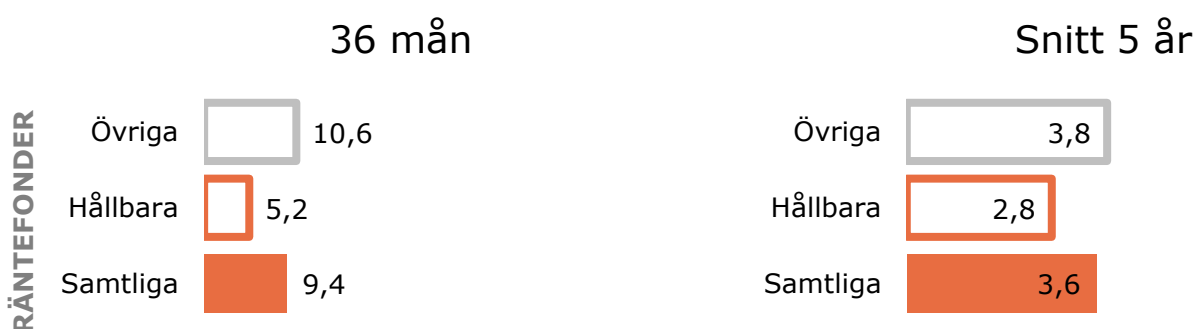 36 mån
Snitt 5 år
RÄNTEFONDER
Övriga 10,6
Hållbara 5,2
Samtliga 9,4
Övriga 3,8
Hållbara 2,8
Samtliga 3,6